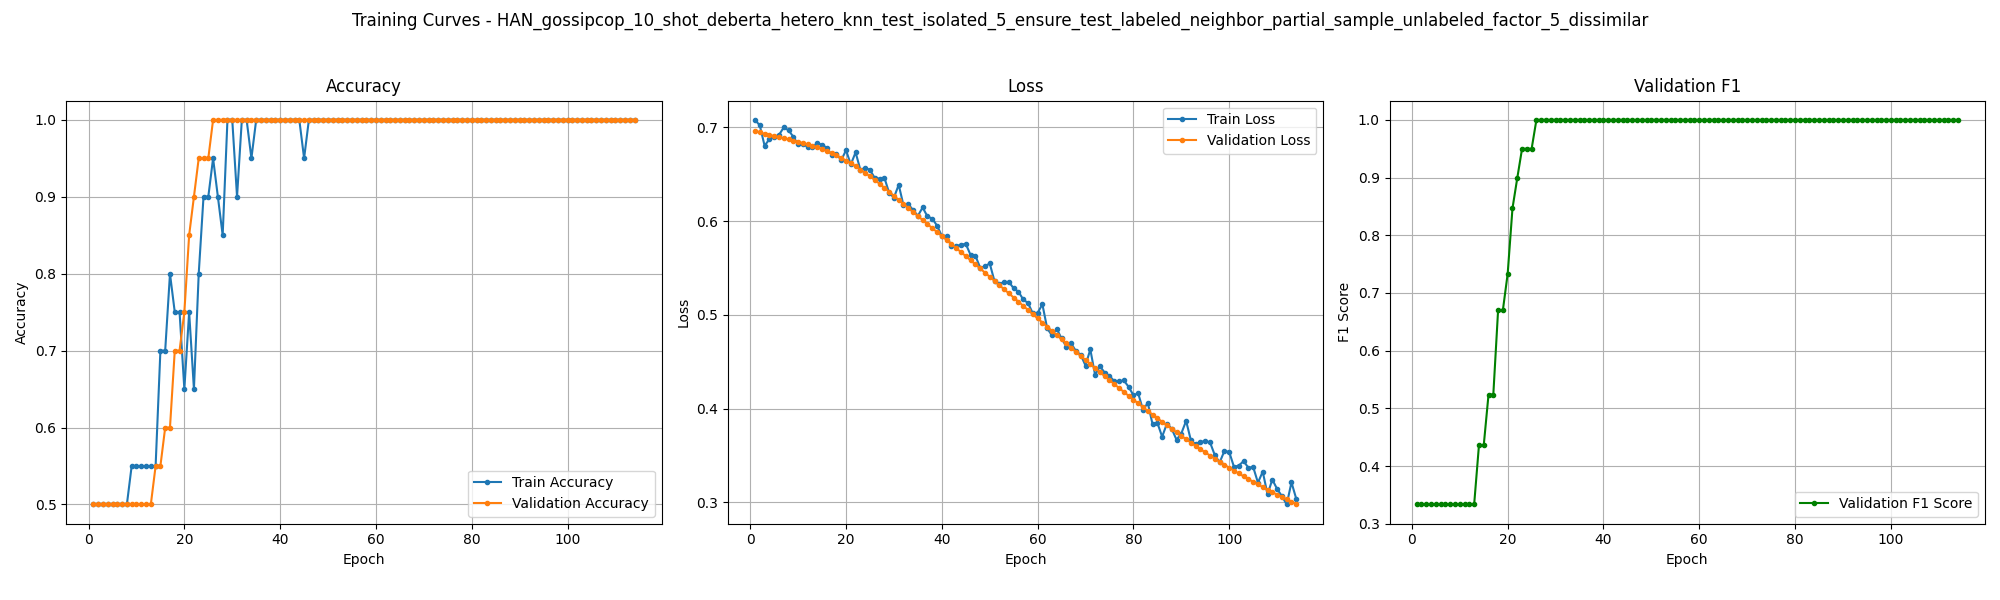 Training Curves - HAN_gossipcop_10_shot_deberta_hetero_knn_test_isolated_5_ensure_test_labeled_neighbor_partial_sample_unlabeled_factor_5_dissimilar
Accuracy
1.0
0.9
0.8
0.7
0.6
0.5
Accuracy
0
20
40
60
80
100
Epoch
Train Accuracy
Validation Accuracy
Loss
0.7
0.6
0.5
0.4
0.3
Loss
0
20
40
60
80
100
Epoch
Train Loss
Validation Loss
Validation F1
1.0
0.9
0.8
0.7
0.6
0.5
0.4
0.3
F1 Score
0
20
40
60
80
100
Epoch
Validation F1 Score